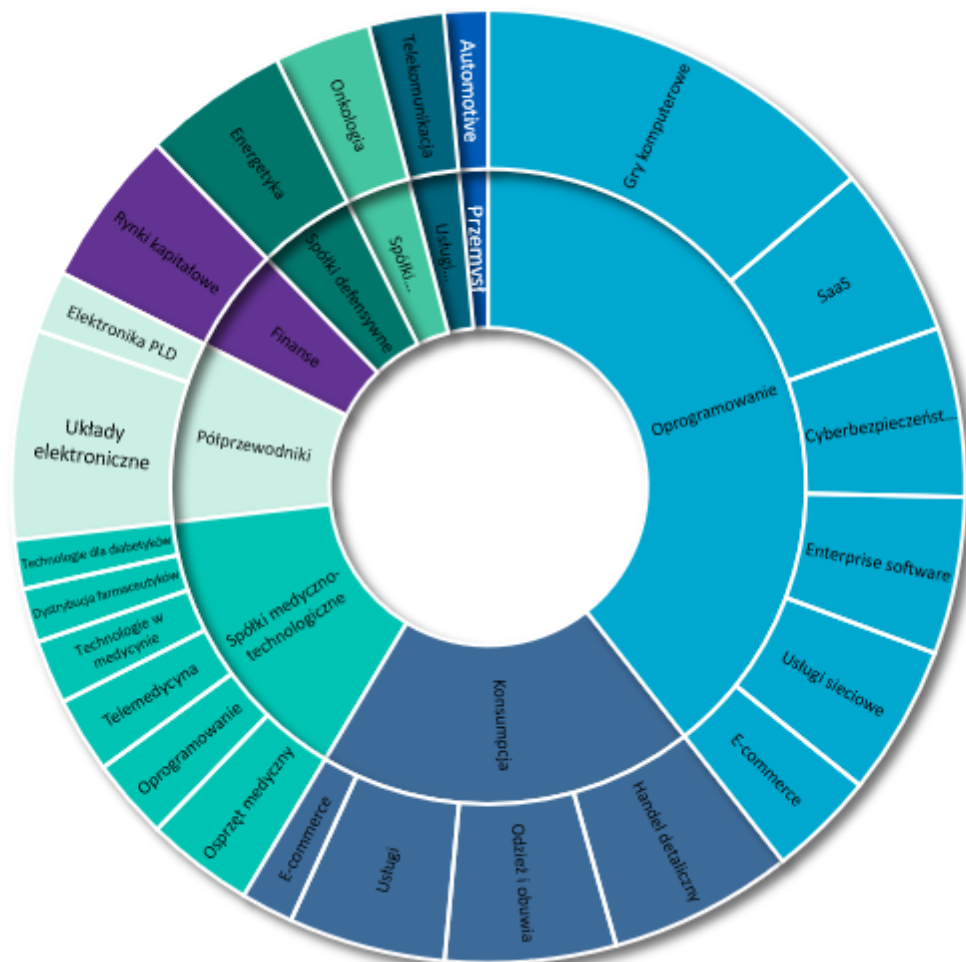 Gry komputerowe
SaaS
Cyberbezpieczeńst...
Enterprise software
Usługi sieciowe
E-commerce
Oprogramowanie
Handel detaliczny
Odzież i obuwia
Usługi
E-commerce
Konsumpcja
Osprzęt medyczny
Oprogramowanie
Telemedycyna
Technologie w
medycynie
Dystrybucja farmaceutyków
Technologie dla diabetyków
Spółki medyczno-
technologiczne
Układy
elektroniczne
Elektronika PLD
Półprzewodniki
Rynki kapitałowe
Finanse
Energetyka
Spółki defensywne
Onkologia
Spółki...
Telekomunikacja
Usługi...
Automotive
Przemysł